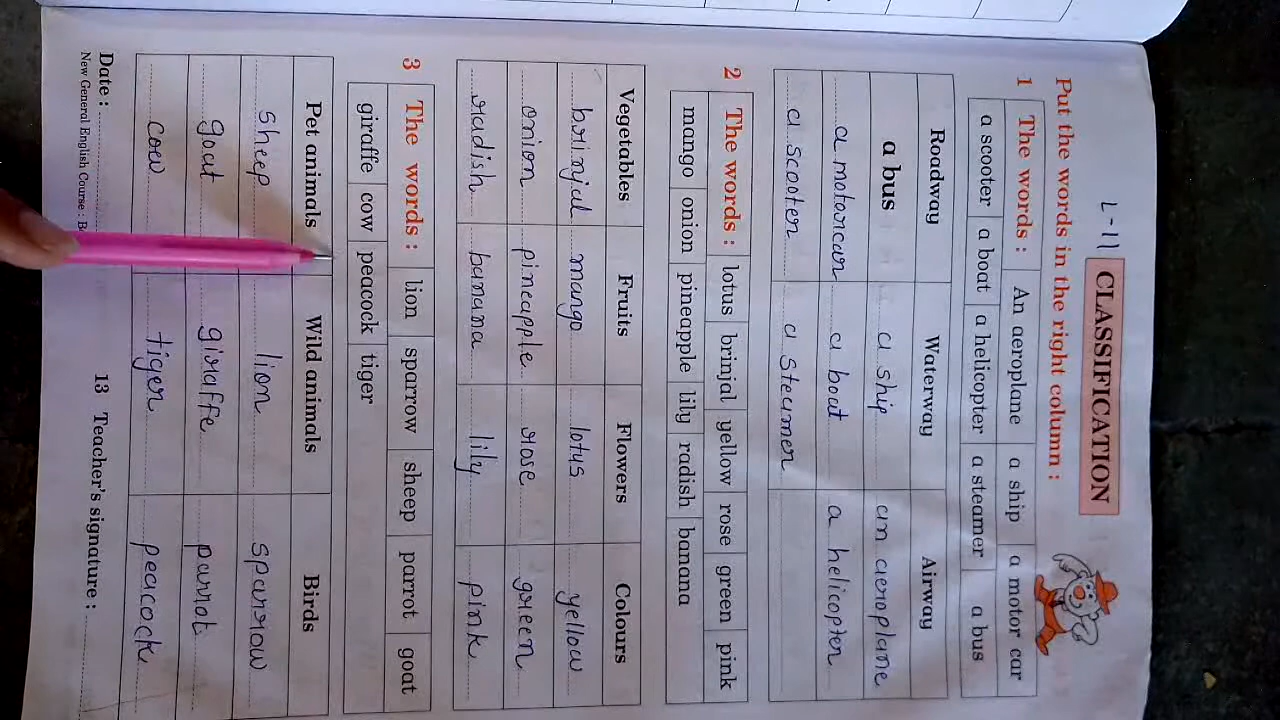 L-11 CLASSIFICATION
Put the words in the right column :
1 The words : An aeroplane a ship a motor car
a scooter a boat a helicopter a steamer a bus
Roadway Waterway Airway
a bus a ship an aeroplane
a motorcar a boat a helicopter
a scooter a steamer
2 The words : lotus brinjal yellow rose green pink
mango onion pineapple lily radish banana
Vegetables Fruits Flowers Colours
brinjal mango lotus yellow
onion pineapple rose green
radish banana lily pink
3 The words : lion sparrow sheep parrot goat
giraffe cow peacock tiger
Pet animals Wild animals Birds
sheep lion sparrow
goat giraffe parrot
cow tiger peacock
Date :
New General English Course :
13 Teacher's signature :